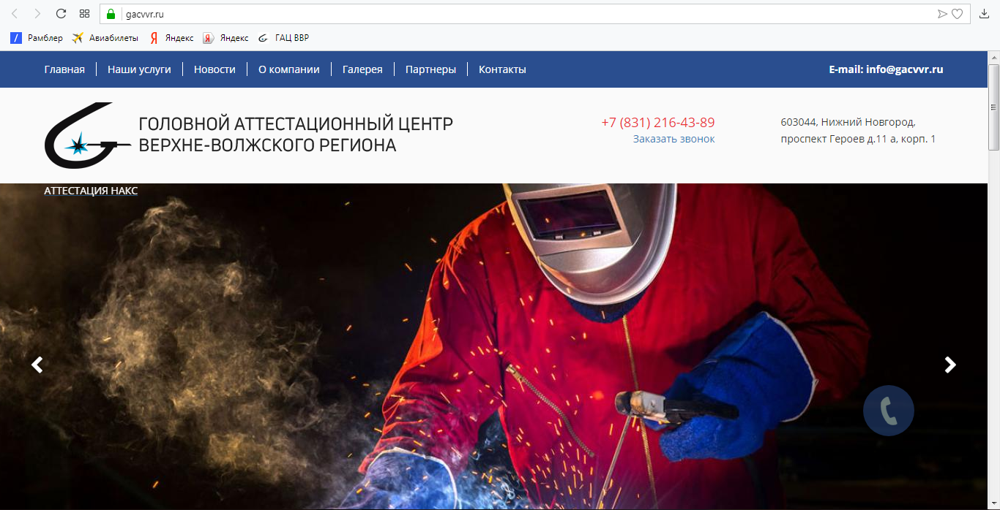 gacvvr.ru
Рамблер Авиабилеты Яндекс Яндекс ГАЦ ВВР
Главная Наши услуги Новости О компании Галерея Партнеры Контакты E-mail: info@gacvvr.ru
ГОЛОВНОЙ АТТЕСТАЦИОННЫЙ ЦЕНТР
ВЕРХНЕ-ВОЛЖСКОГО РЕГИОНА
+7 (831) 216-43-89
Заказать звонок
603044, Нижний Новгород,
проспект Героев д.11 а, корп. 1
АТТЕСТАЦИЯ НАКС